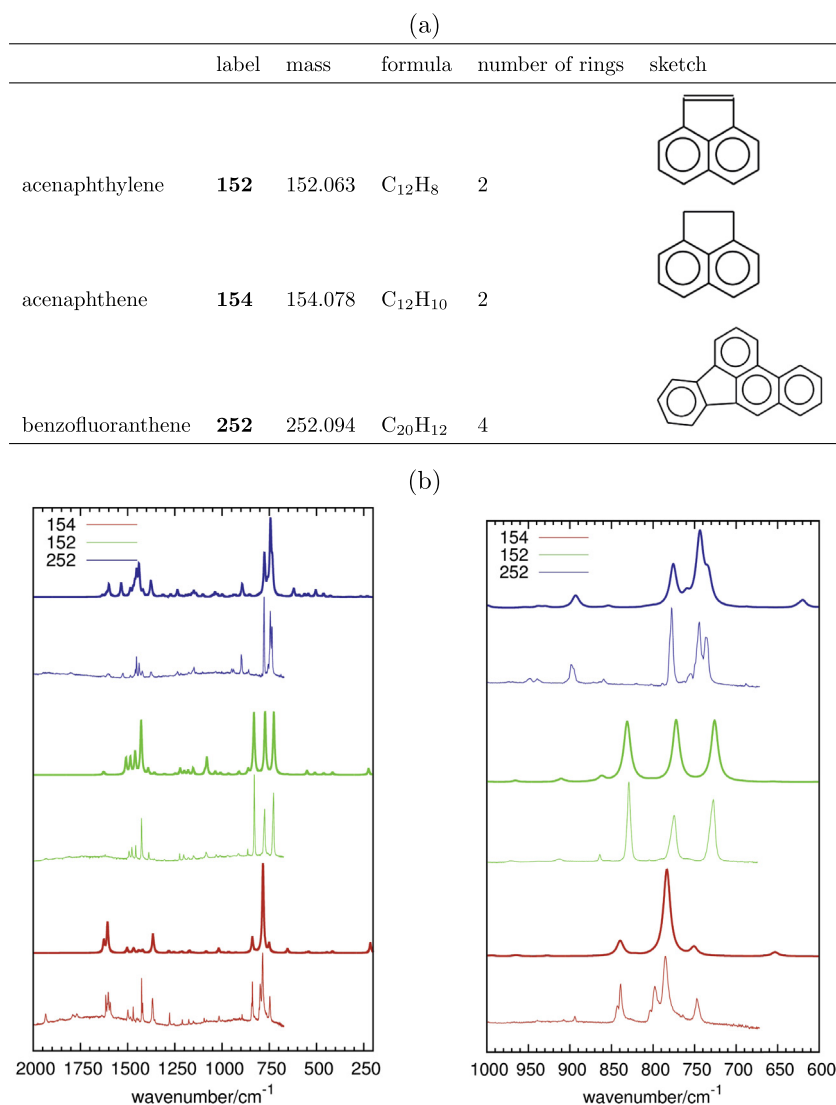 (a)
label mass formula number of rings sketch
acenaphthylene 152 152.063 C₁₂H₈ 2
acenaphthene 154 154.078 C₁₂H₁₀ 2
benzofluoranthene 252 252.094 C₂₀H₁₂ 4
(b)
154
152
252
2000 1750 1500 1250 1000 750 500 250
wavenumber/cm⁻¹
154
152
252
1000 950 900 850 800 750 700 650 600
wavenumber/cm⁻¹